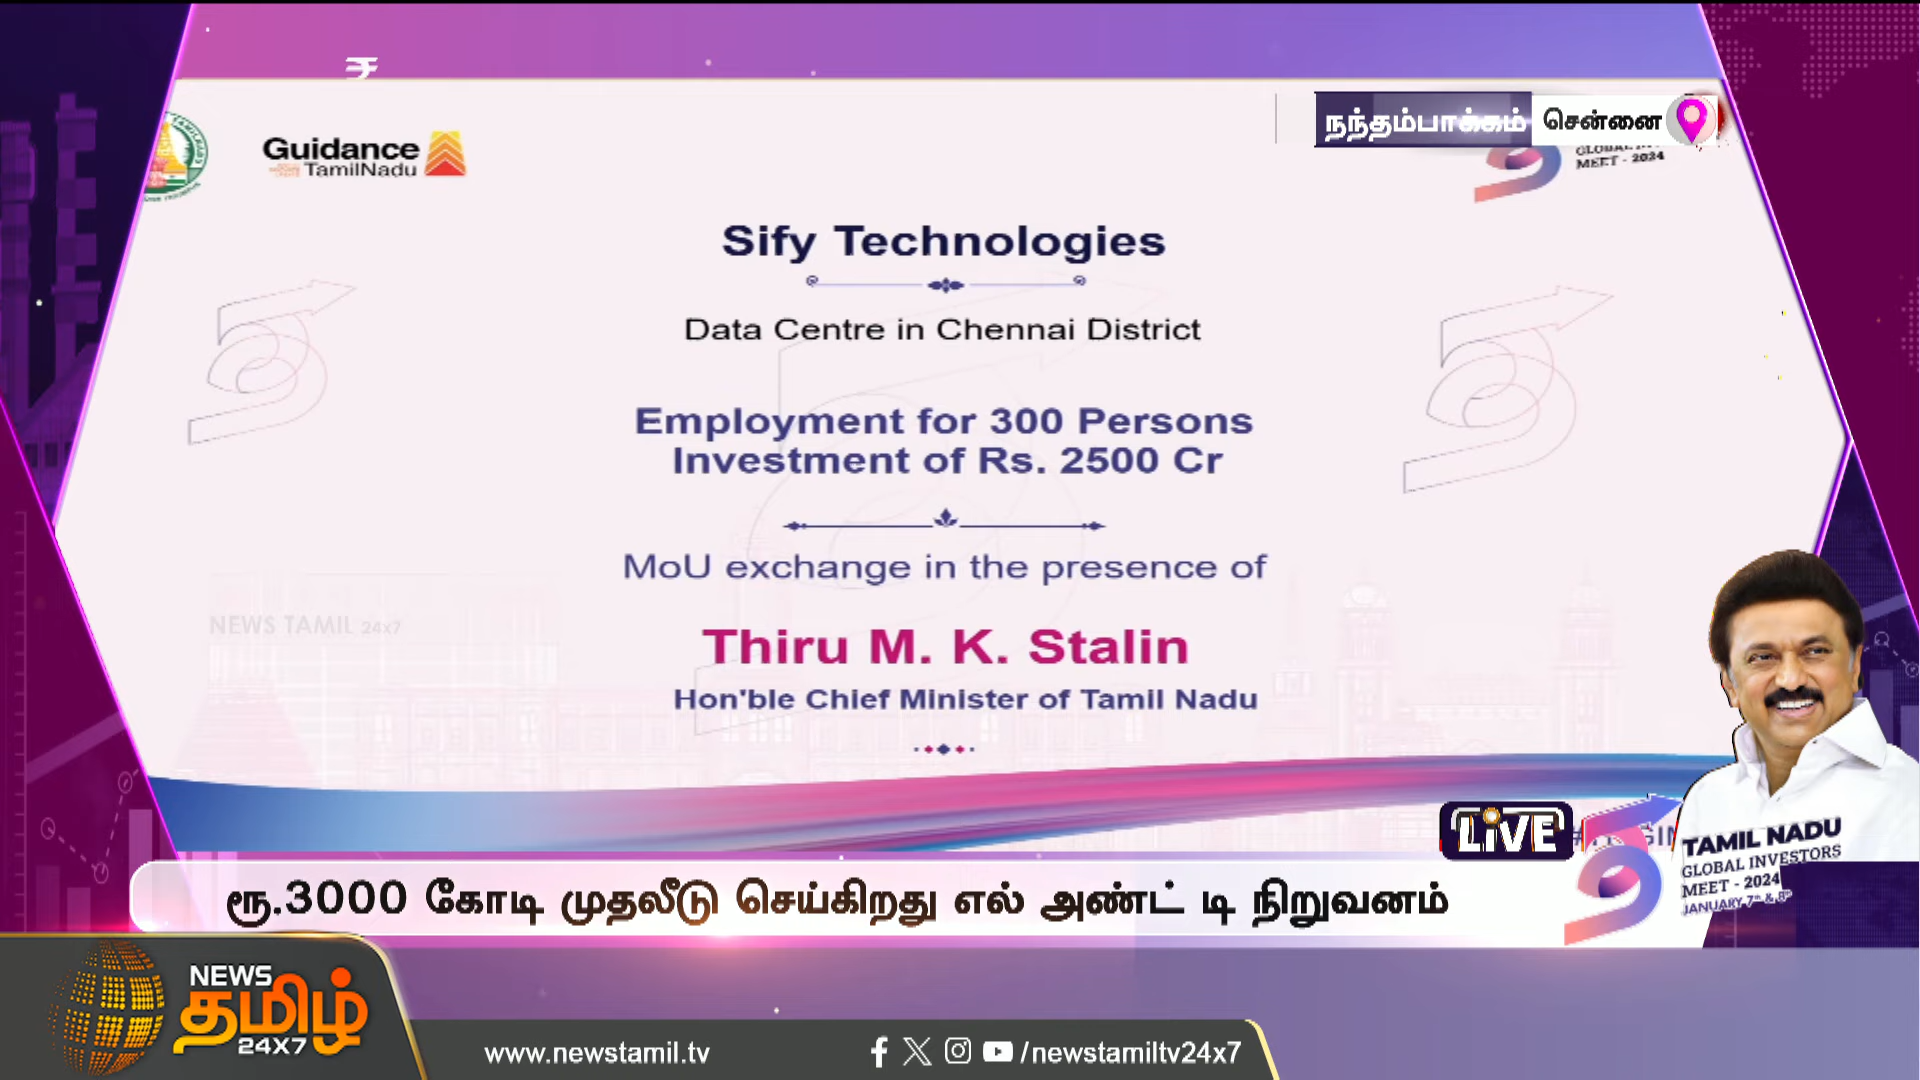 ₹
Guidance
TamilNadu
நந்தம்பாக்கம் சென்னை
MEET - 2024
Sify Technologies
Data Centre in Chennai District
Employment for 300 Persons
Investment of Rs. 2500 Cr
MoU exchange in the presence of
NEWS TAMIL 24x7
Thiru M. K. Stalin
Hon'ble Chief Minister of Tamil Nadu
LIVE
TAMIL NADU
GLOBAL INVESTORS
MEET - 2024
JANUARY 7th & 8th
ரூ.3000 கோடி முதலீடு செய்கிறது எல் அண்ட் டி நிறுவனம்
NEWS
தமிழ்
24X7
www.newstamil.tv
/newstamiltv24x7